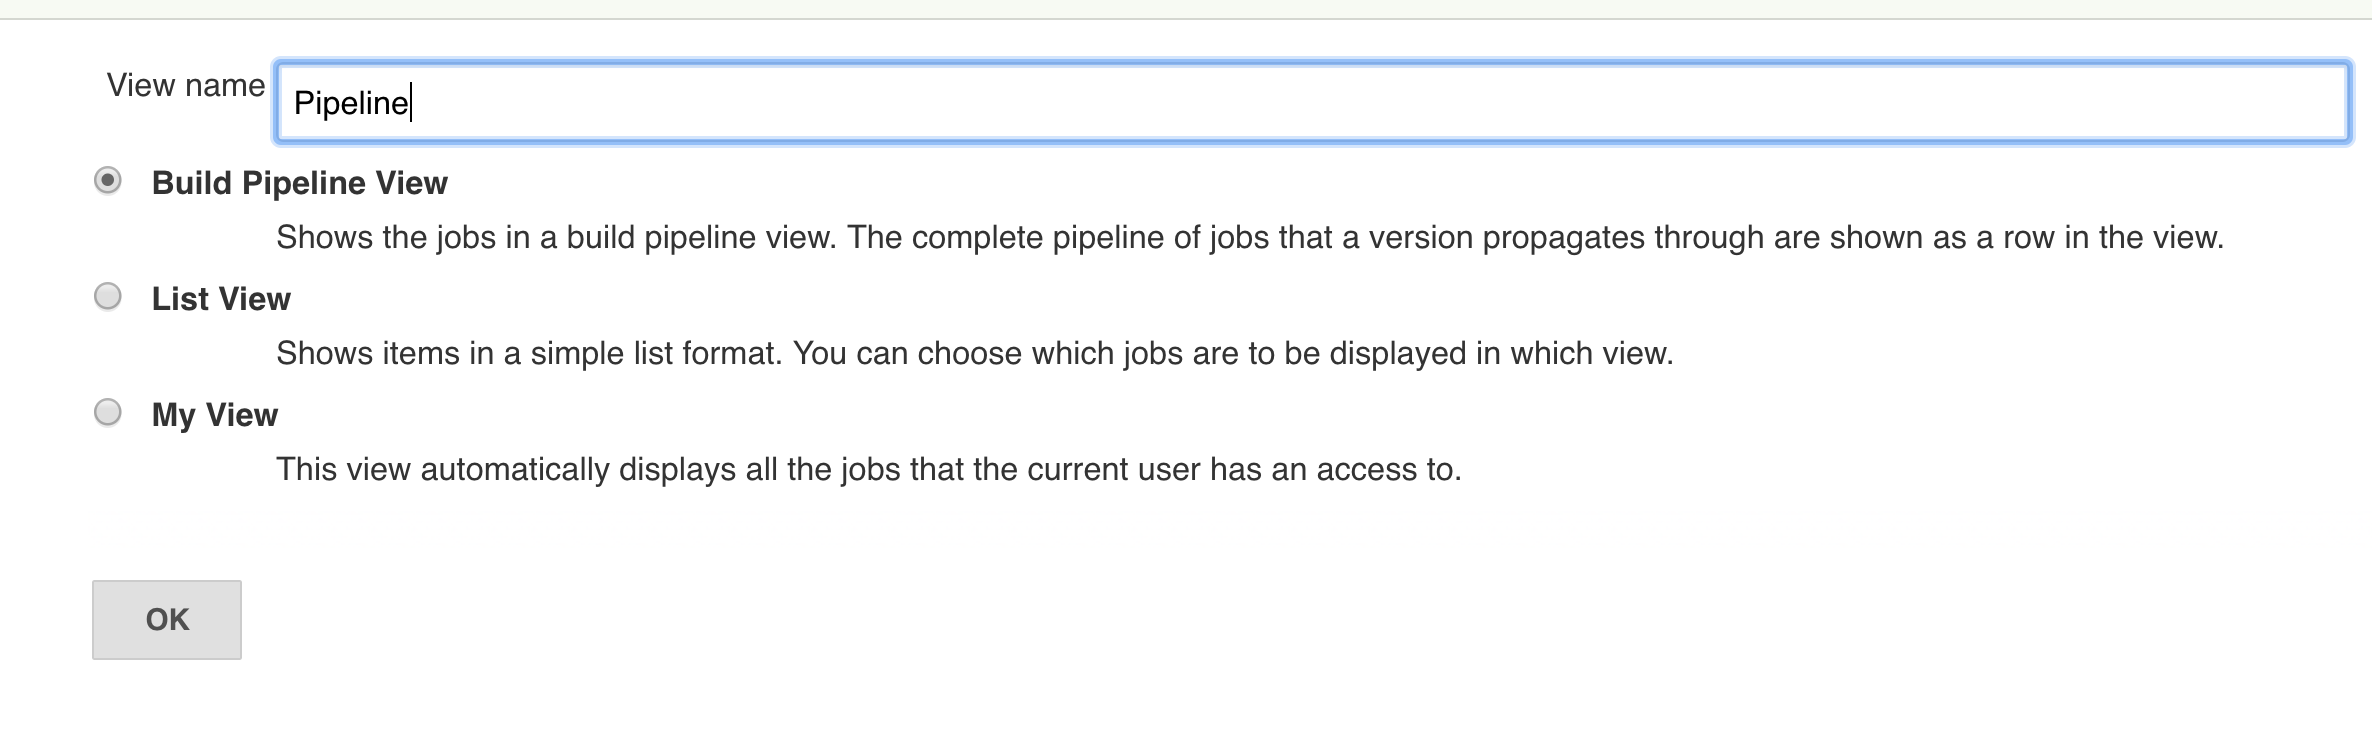 View name
Pipeline
Build Pipeline View
Shows the jobs in a build pipeline view. The complete pipeline of jobs that a version propagates through are shown as a row in the view.
List View
Shows items in a simple list format. You can choose which jobs are to be displayed in which view.
My View
This view automatically displays all the jobs that the current user has an access to.
OK